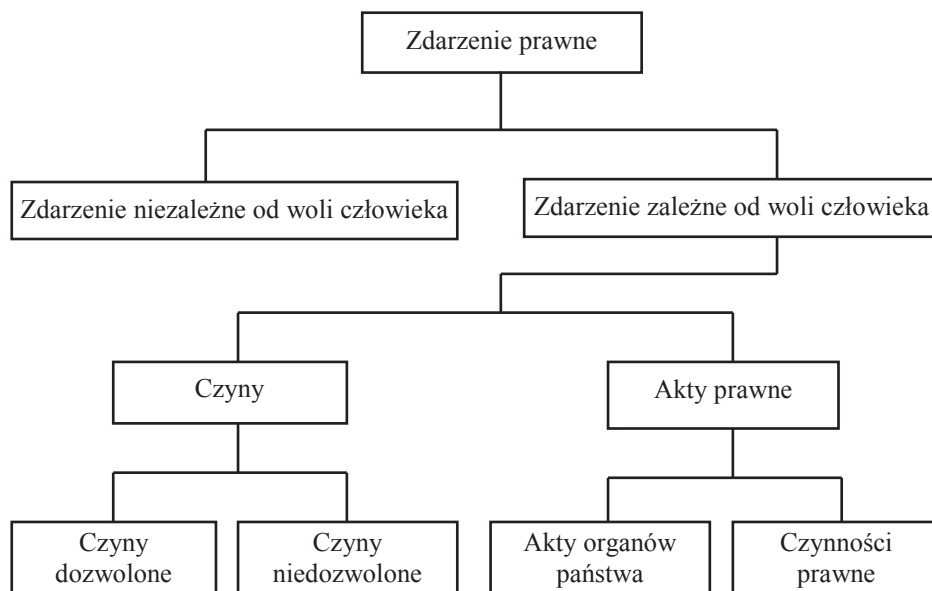 Zdarzenie prawne
Zdarzenie niezależne od woli człowieka
Zdarzenie zależne od woli człowieka
Czyny
Akty prawne
Czyny
dozwolone
Czyny
niedozwolone
Akty organów
państwa
Czynności
prawne